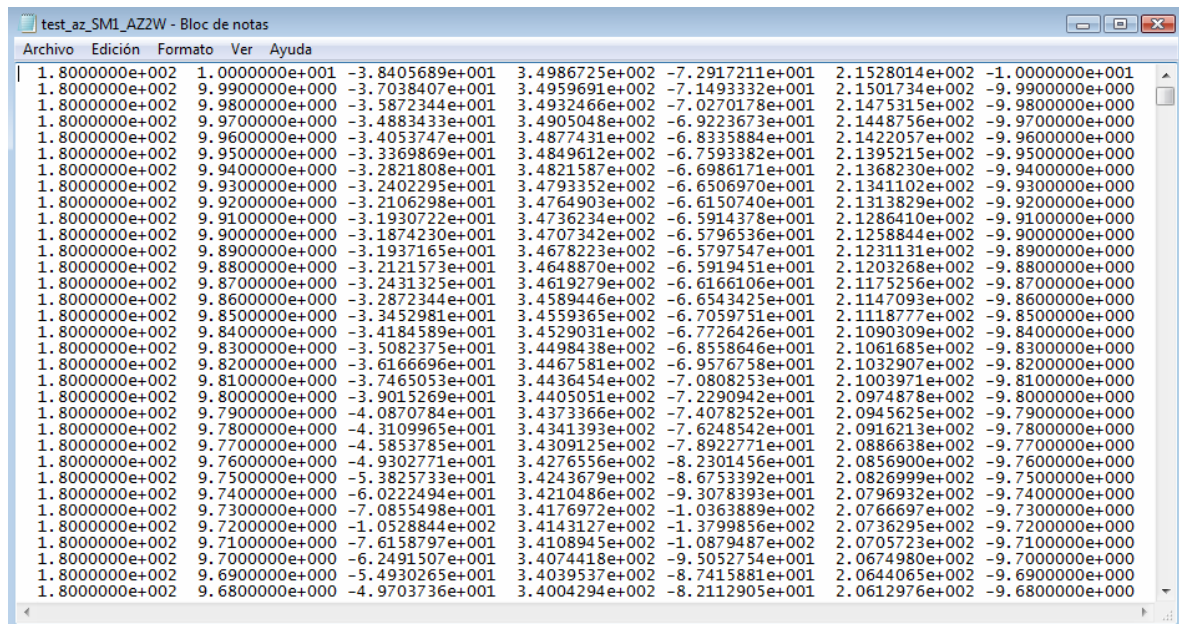 test_az_SM1_AZ2W - Bloc de notas
Archivo Edición Formato Ver Ayuda
1.8000000e+002 1.0000000e+001 -3.8405689e+001 3.4986725e+002 -7.2917211e+001 2.1528014e+002 -1.0000000e+001
1.8000000e+002 9.9900000e+000 -3.7038407e+001 3.4959691e+002 -7.1493332e+001 2.1501734e+002 -9.9900000e+000
1.8000000e+002 9.9800000e+000 -3.5872344e+001 3.4932466e+002 -7.0270178e+001 2.1475315e+002 -9.9800000e+000
1.8000000e+002 9.9700000e+000 -3.4883433e+001 3.4905048e+002 -6.9223673e+001 2.1448756e+002 -9.9700000e+000
1.8000000e+002 9.9600000e+000 -3.4053747e+001 3.4877431e+002 -6.8335884e+001 2.1422057e+002 -9.9600000e+000
1.8000000e+002 9.9500000e+000 -3.3369869e+001 3.4849612e+002 -6.7593382e+001 2.1395215e+002 -9.9500000e+000
1.8000000e+002 9.9400000e+000 -3.2821808e+001 3.4821587e+002 -6.6986171e+001 2.1368230e+002 -9.9400000e+000
1.8000000e+002 9.9300000e+000 -3.2402295e+001 3.4793352e+002 -6.6506970e+001 2.1341102e+002 -9.9300000e+000
1.8000000e+002 9.9200000e+000 -3.2106298e+001 3.4764903e+002 -6.6150740e+001 2.1313829e+002 -9.9200000e+000
1.8000000e+002 9.9100000e+000 -3.1930722e+001 3.4736234e+002 -6.5914378e+001 2.1286410e+002 -9.9100000e+000
1.8000000e+002 9.9000000e+000 -3.1874230e+001 3.4707342e+002 -6.5796536e+001 2.1258844e+002 -9.9000000e+000
1.8000000e+002 9.8900000e+000 -3.1937165e+001 3.4678223e+002 -6.5797547e+001 2.1231131e+002 -9.8900000e+000
1.8000000e+002 9.8800000e+000 -3.2121573e+001 3.4648870e+002 -6.5919451e+001 2.1203268e+002 -9.8800000e+000
1.8000000e+002 9.8700000e+000 -3.2431325e+001 3.4619279e+002 -6.6166106e+001 2.1175256e+002 -9.8700000e+000
1.8000000e+002 9.8600000e+000 -3.2872344e+001 3.4589446e+002 -6.6543425e+001 2.1147093e+002 -9.8600000e+000
1.8000000e+002 9.8500000e+000 -3.3452981e+001 3.4559365e+002 -6.7059751e+001 2.1118777e+002 -9.8500000e+000
1.8000000e+002 9.8400000e+000 -3.4184589e+001 3.4529031e+002 -6.7726426e+001 2.1090309e+002 -9.8400000e+000
1.8000000e+002 9.8300000e+000 -3.5082375e+001 3.4498438e+002 -6.8558646e+001 2.1061685e+002 -9.8300000e+000
1.8000000e+002 9.8200000e+000 -3.6166696e+001 3.4467581e+002 -6.9576758e+001 2.1032907e+002 -9.8200000e+000
1.8000000e+002 9.8100000e+000 -3.7465053e+001 3.4436454e+002 -7.0808253e+001 2.1003971e+002 -9.8100000e+000
1.8000000e+002 9.8000000e+000 -3.9015269e+001 3.4405051e+002 -7.2290942e+001 2.0974878e+002 -9.8000000e+000
1.8000000e+002 9.7900000e+000 -4.0870784e+001 3.4373366e+002 -7.4078252e+001 2.0945625e+002 -9.7900000e+000
1.8000000e+002 9.7800000e+000 -4.3109965e+001 3.4341393e+002 -7.6248542e+001 2.0916213e+002 -9.7800000e+000
1.8000000e+002 9.7700000e+000 -4.5853785e+001 3.4309125e+002 -7.8922771e+001 2.0886638e+002 -9.7700000e+000
1.8000000e+002 9.7600000e+000 -4.9302771e+001 3.4276556e+002 -8.2301456e+001 2.0856900e+002 -9.7600000e+000
1.8000000e+002 9.7500000e+000 -5.3825733e+001 3.4243679e+002 -8.6753392e+001 2.0826999e+002 -9.7500000e+000
1.8000000e+002 9.7400000e+000 -6.0222494e+001 3.4210486e+002 -9.3078393e+001 2.0796932e+002 -9.7400000e+000
1.8000000e+002 9.7300000e+000 -7.0855498e+001 3.4176972e+002 -1.0363889e+002 2.0766697e+002 -9.7300000e+000
1.8000000e+002 9.7200000e+000 -1.0528844e+002 3.4143127e+002 -1.3799856e+002 2.0736295e+002 -9.7200000e+000
1.8000000e+002 9.7100000e+000 -7.6158797e+001 3.4108945e+002 -1.0879487e+002 2.0705723e+002 -9.7100000e+000
1.8000000e+002 9.7000000e+000 -6.2491507e+001 3.4074418e+002 -9.5052754e+001 2.0674980e+002 -9.7000000e+000
1.8000000e+002 9.6900000e+000 -5.4930265e+001 3.4039537e+002 -8.7415881e+001 2.0644065e+002 -9.6900000e+000
1.8000000e+002 9.6800000e+000 -4.9703736e+001 3.4004294e+002 -8.2112905e+001 2.0612976e+002 -9.6800000e+000